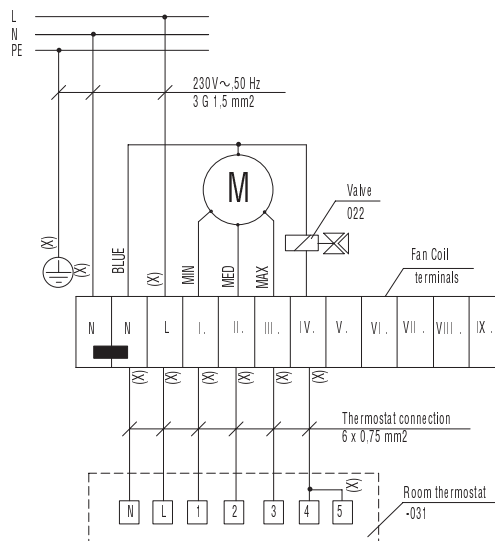 L
N
PE
230V~,50 Hz
3 G 1,5 mm2
M
Valve
022
(X)
(X)
BLUE
(X)
MIN
MED
MAX
Fan Coil
terminals
N N L I. II. III. IV. V. VI. VII. VIII. IX.
(X) (X) (X) (X) (X) (X)
Thermostat connection
6 x 0,75 mm2
(X)
Room thermostat
-031
N L 1 2 3 4 5